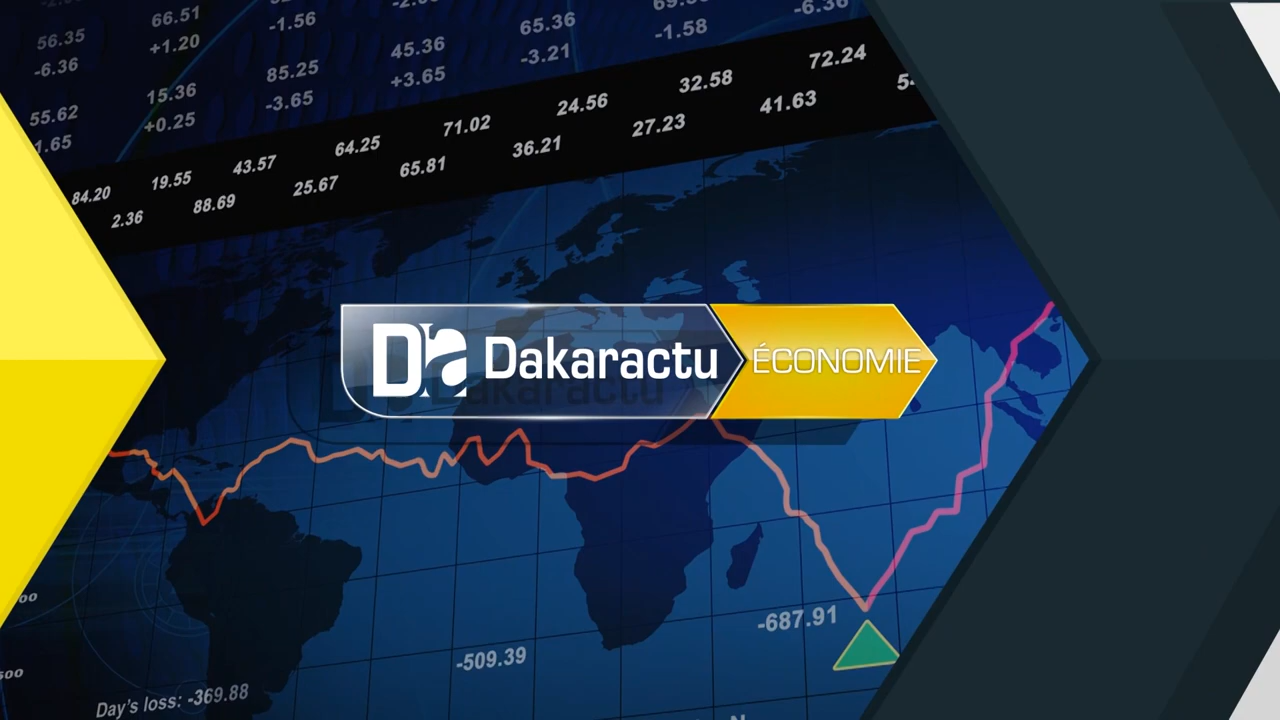 66.51 -1.56 65.36 -6.36
56.35 +1.20 45.36 -3.21 -1.58
-6.36 85.25 +3.65
15.36 -3.65
55.62 +0.25
1.65
84.20 19.55 43.57 64.25 71.02 24.56 32.58 72.24
2.36 88.69 25.67 65.81 36.21 27.23 41.63
Da Dakaractu ÉCONOMIE
-687.91
-509.39
Day's loss: -369.88